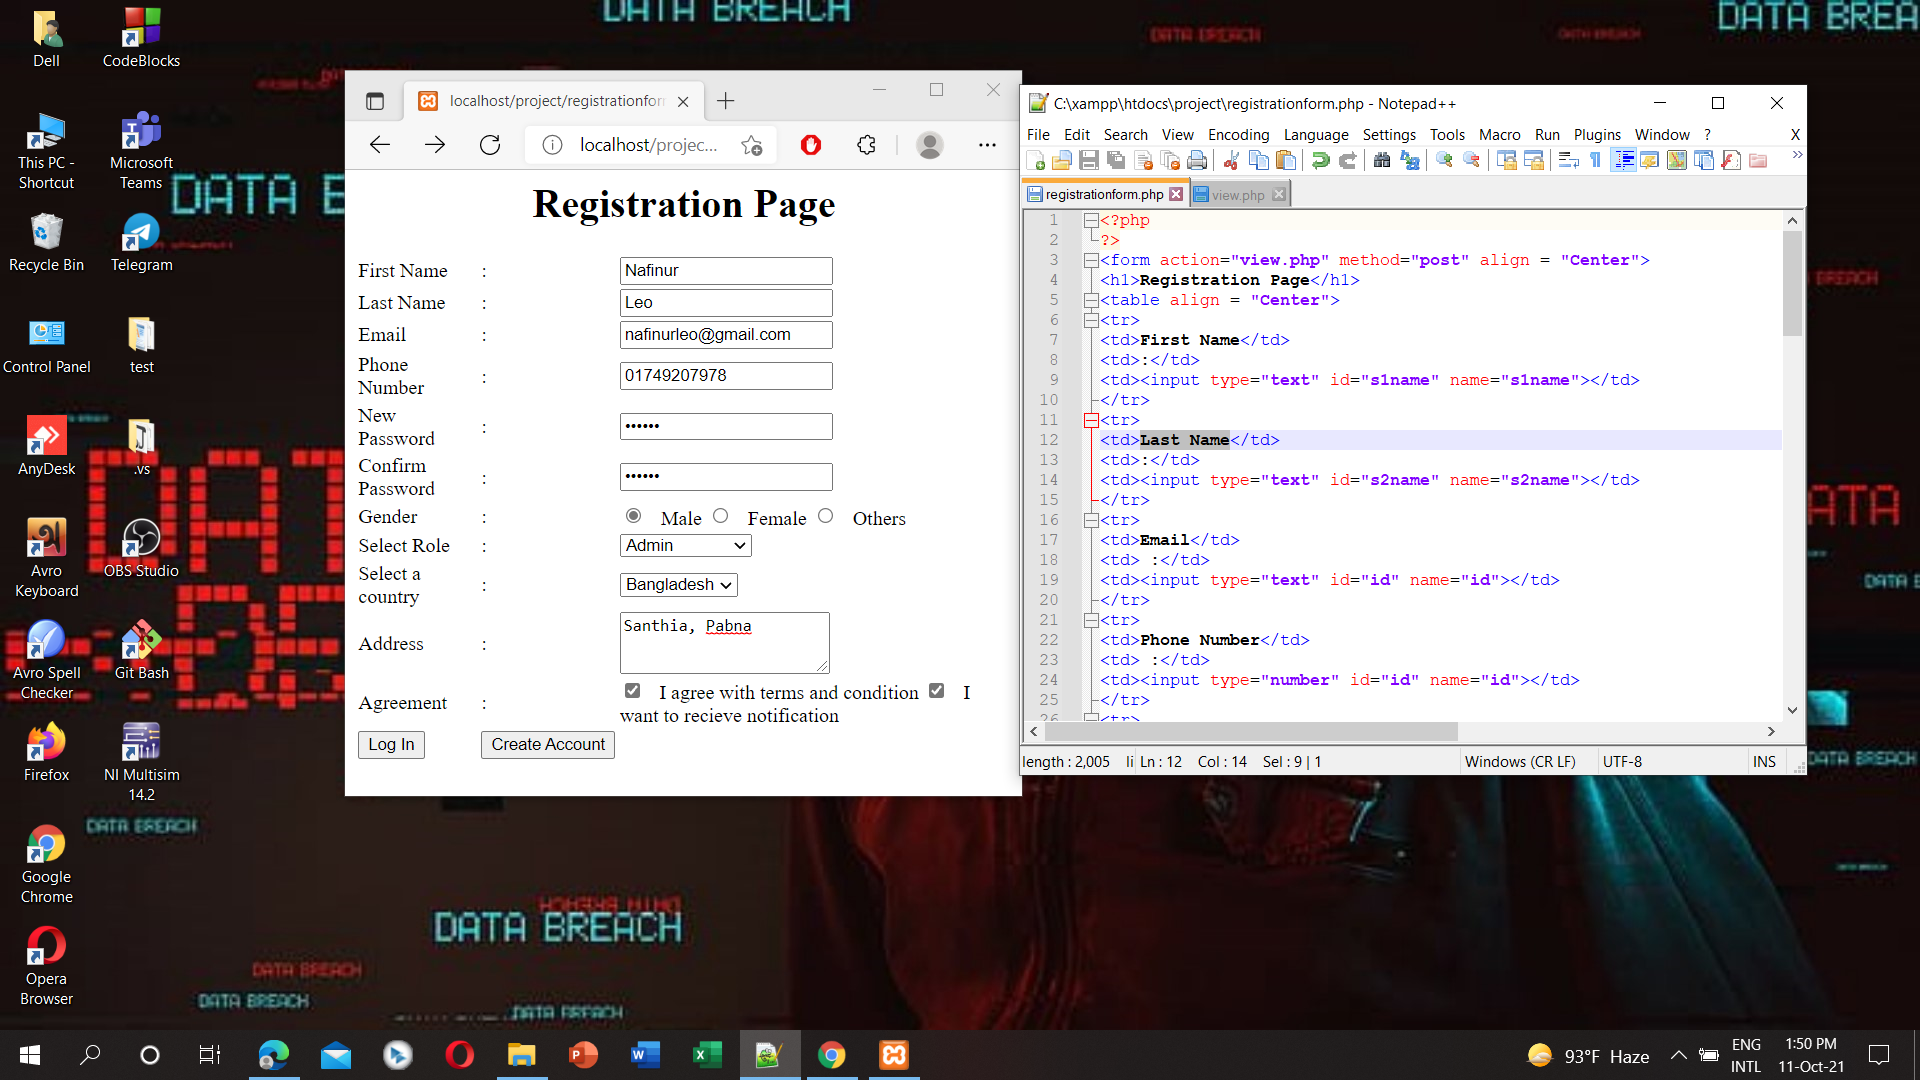 Dell
CodeBlocks
This PC - Shortcut
Microsoft Teams
Recycle Bin
Telegram
Control Panel
test
AnyDesk
.vs
Avro Keyboard
OBS Studio
Avro Spell Checker
Git Bash
Firefox
NI Multisim 14.2
Google Chrome
Opera Browser
DATA BREACH
DATA BREACH
DATA BREACH
DATA BREACH
DATA BREACH
DATA BREACH
localhost/project/registrationforr
localhost/projec...
Registration Page
First Name : Nafinur
Last Name : Leo
Email : nafinurleo@gmail.com
Phone Number : 01749207978
New Password : ••••••
Confirm Password : ••••••
Gender : Male Female Others
Select Role : Admin
Select a country : Bangladesh
Address : Santhia, Pabna
Agreement : I agree with terms and condition I
want to recieve notification
Log In Create Account
C:\xampp\htdocs\project\registrationform.php - Notepad++
File Edit Search View Encoding Language Settings Tools Macro Run Plugins Window ? X
registrationform.php view.php
1 <?php
2 ?>
3 <form action="view.php" method="post" align = "Center">
4 <h1>Registration Page</h1>
5 <table align = "Center">
6 <tr>
7 <td>First Name</td>
8 <td>:</td>
9 <td><input type="text" id="s1name" name="s1name"></td>
10 </tr>
11 <tr>
12 <td>Last Name</td>
13 <td>:</td>
14 <td><input type="text" id="s2name" name="s2name"></td>
15 </tr>
16 <tr>
17 <td>Email</td>
18 <td> :</td>
19 <td><input type="text" id="id" name="id"></td>
20 </tr>
21 <tr>
22 <td>Phone Number</td>
23 <td> :</td>
24 <td><input type="number" id="id" name="id"></td>
25 </tr>
26 <tr>
length : 2,005 li Ln : 12 Col : 14 Sel : 9 | 1 Windows (CR LF) UTF-8 INS
93°F Haze
ENG
INTL
1:50 PM
11-Oct-21